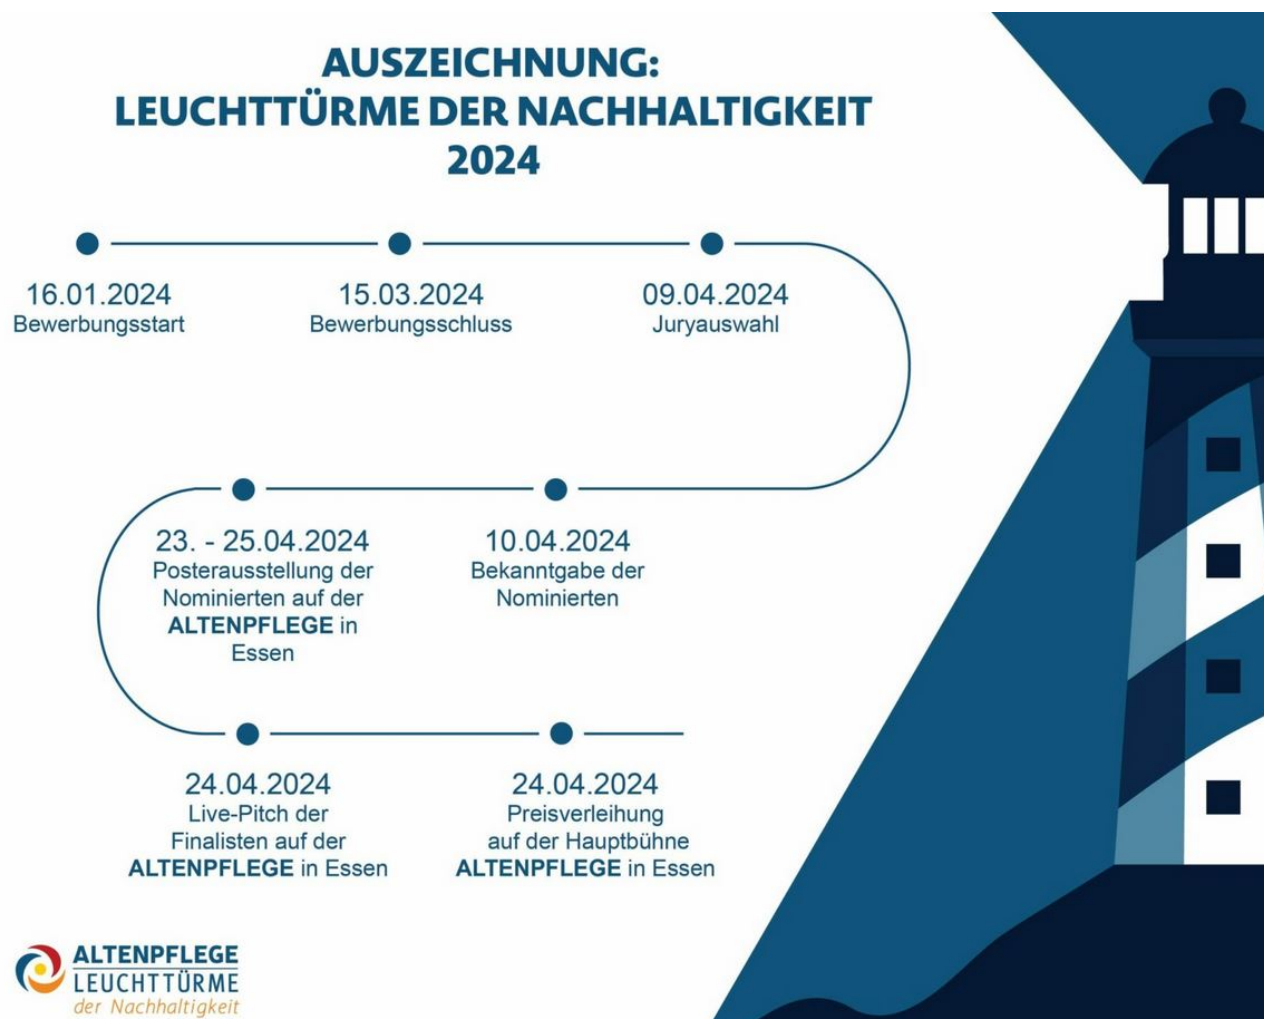 AUSZEICHNUNG:
LEUCHTTÜRME DER NACHHALTIGKEIT
2024
16.01.2024
Bewerbungsstart
15.03.2024
Bewerbungsschluss
09.04.2024
Juryauswahl
10.04.2024
Bekanntgabe der
Nominierten
23. - 25.04.2024
Posterausstellung der
Nominierten auf der
ALTENPFLEGE in
Essen
24.04.2024
Live-Pitch der
Finalisten auf der
ALTENPFLEGE in Essen
24.04.2024
Preisverleihung
auf der Hauptbühne
ALTENPFLEGE in Essen
ALTENPFLEGE
LEUCHTTÜRME
der Nachhaltigkeit